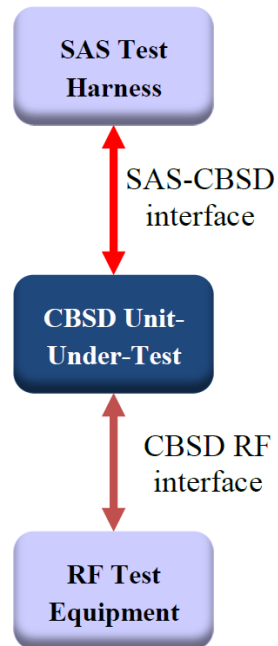 SAS Test
Harness
SAS-CBSD
interface
CBSD Unit-
Under-Test
CBSD RF
interface
RF Test
Equipment